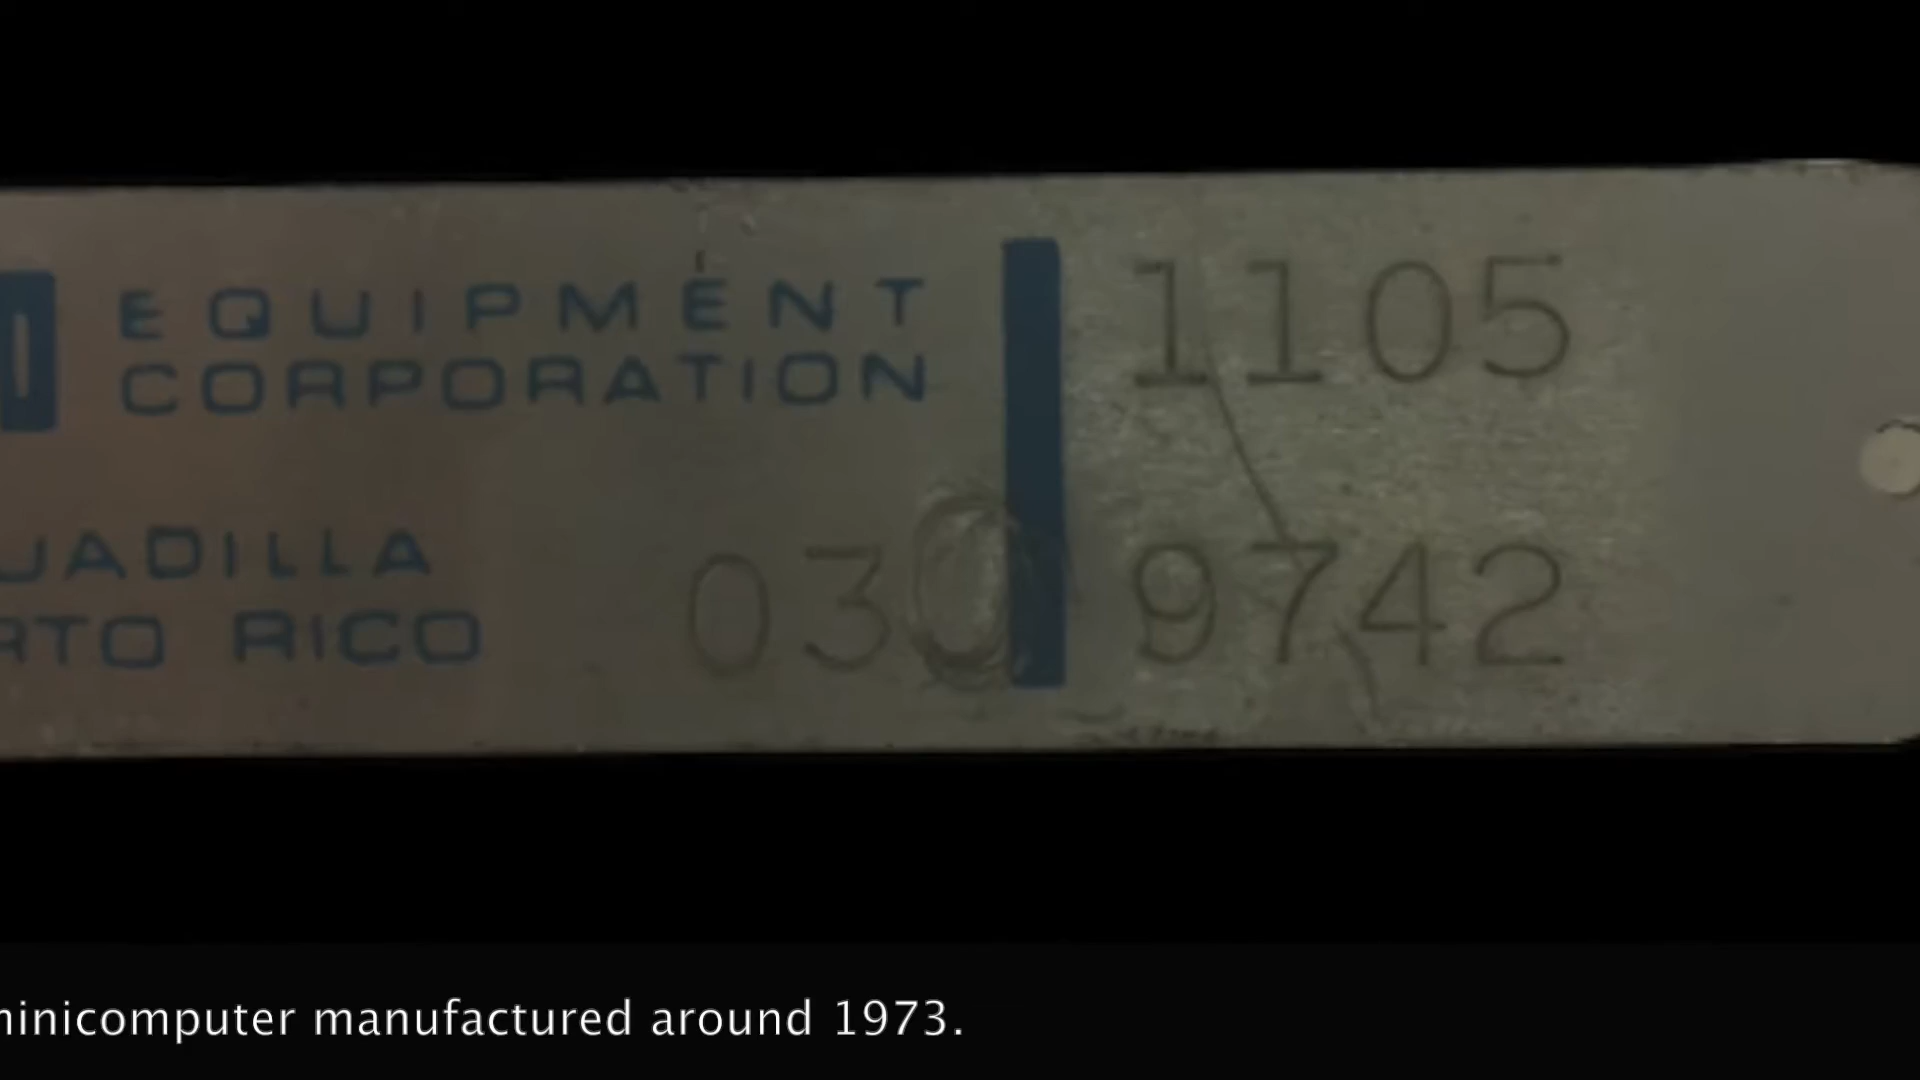 EQUIPMENT
CORPORATION
1105
UADILLA
RTO RICO
030
9742
minicomputer manufactured around 1973.